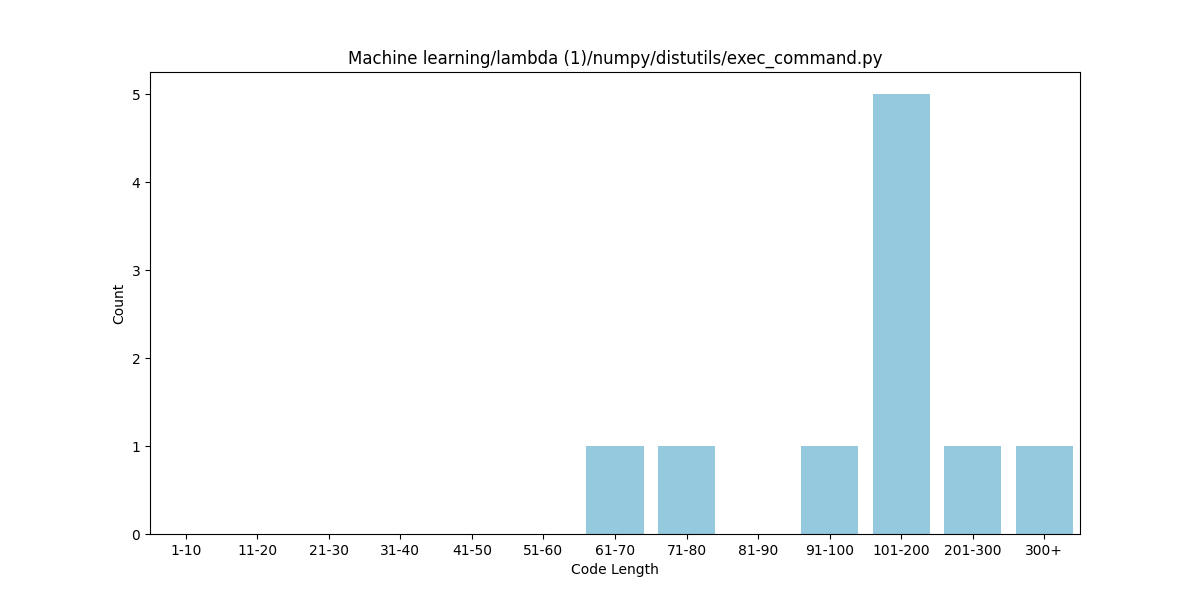 Machine learning/lambda (1)/numpy/distutils/exec_command.py
5
4
3
2
1
0
Count
1-10 11-20 21-30 31-40 41-50 51-60 61-70 71-80 81-90 91-100 101-200 201-300 300+
Code Length